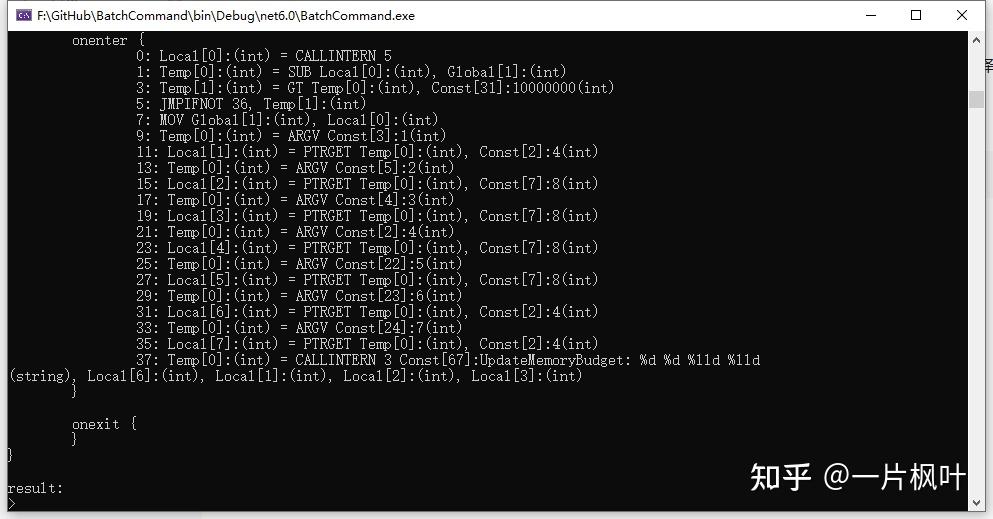 F:\GitHub\BatchCommand\bin\Debug\net6.0\BatchCommand.exe
onenter {
0: Local[0]:(int) = CALLINTERN 5
1: Temp[0]:(int) = SUB Local[0]:(int), Global[1]:(int)
3: Temp[1]:(int) = GT Temp[0]:(int), Const[31]:10000000(int)
5: JMPIFNOT 36, Temp[1]:(int)
7: MOV Global[1]:(int), Local[0]:(int)
9: Temp[0]:(int) = ARGV Const[3]:1(int)
11: Local[1]:(int) = PTRGET Temp[0]:(int), Const[2]:4(int)
13: Temp[0]:(int) = ARGV Const[5]:2(int)
15: Local[2]:(int) = PTRGET Temp[0]:(int), Const[7]:8(int)
17: Temp[0]:(int) = ARGV Const[4]:3(int)
19: Local[3]:(int) = PTRGET Temp[0]:(int), Const[7]:8(int)
21: Temp[0]:(int) = ARGV Const[2]:4(int)
23: Local[4]:(int) = PTRGET Temp[0]:(int), Const[7]:8(int)
25: Temp[0]:(int) = ARGV Const[22]:5(int)
27: Local[5]:(int) = PTRGET Temp[0]:(int), Const[7]:8(int)
29: Temp[0]:(int) = ARGV Const[23]:6(int)
31: Local[6]:(int) = PTRGET Temp[0]:(int), Const[2]:4(int)
33: Temp[0]:(int) = ARGV Const[24]:7(int)
35: Local[7]:(int) = PTRGET Temp[0]:(int), Const[2]:4(int)
37: Temp[0]:(int) = CALLINTERN 3 Const[67]:UpdateMemoryBudget: %d %d %lld %lld
(string), Local[6]:(int), Local[1]:(int), Local[2]:(int), Local[3]:(int)
}
onexit {
}
}
result:
>
知乎 @一片枫叶